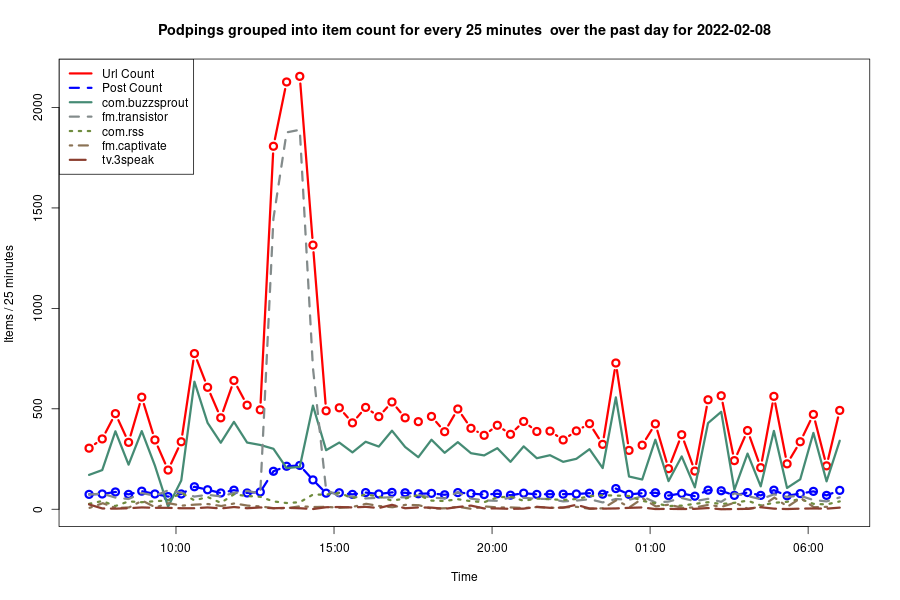 Podpings grouped into item count for every 25 minutes  over the past day for 2022-02-08
Url Count
Post Count
com.buzzsprout
fm.transistor
com.rss
fm.captivate
tv.3speak
Items / 25 minutes
2000
1500
1000
500
0
10:00
15:00
20:00
01:00
06:00
Time